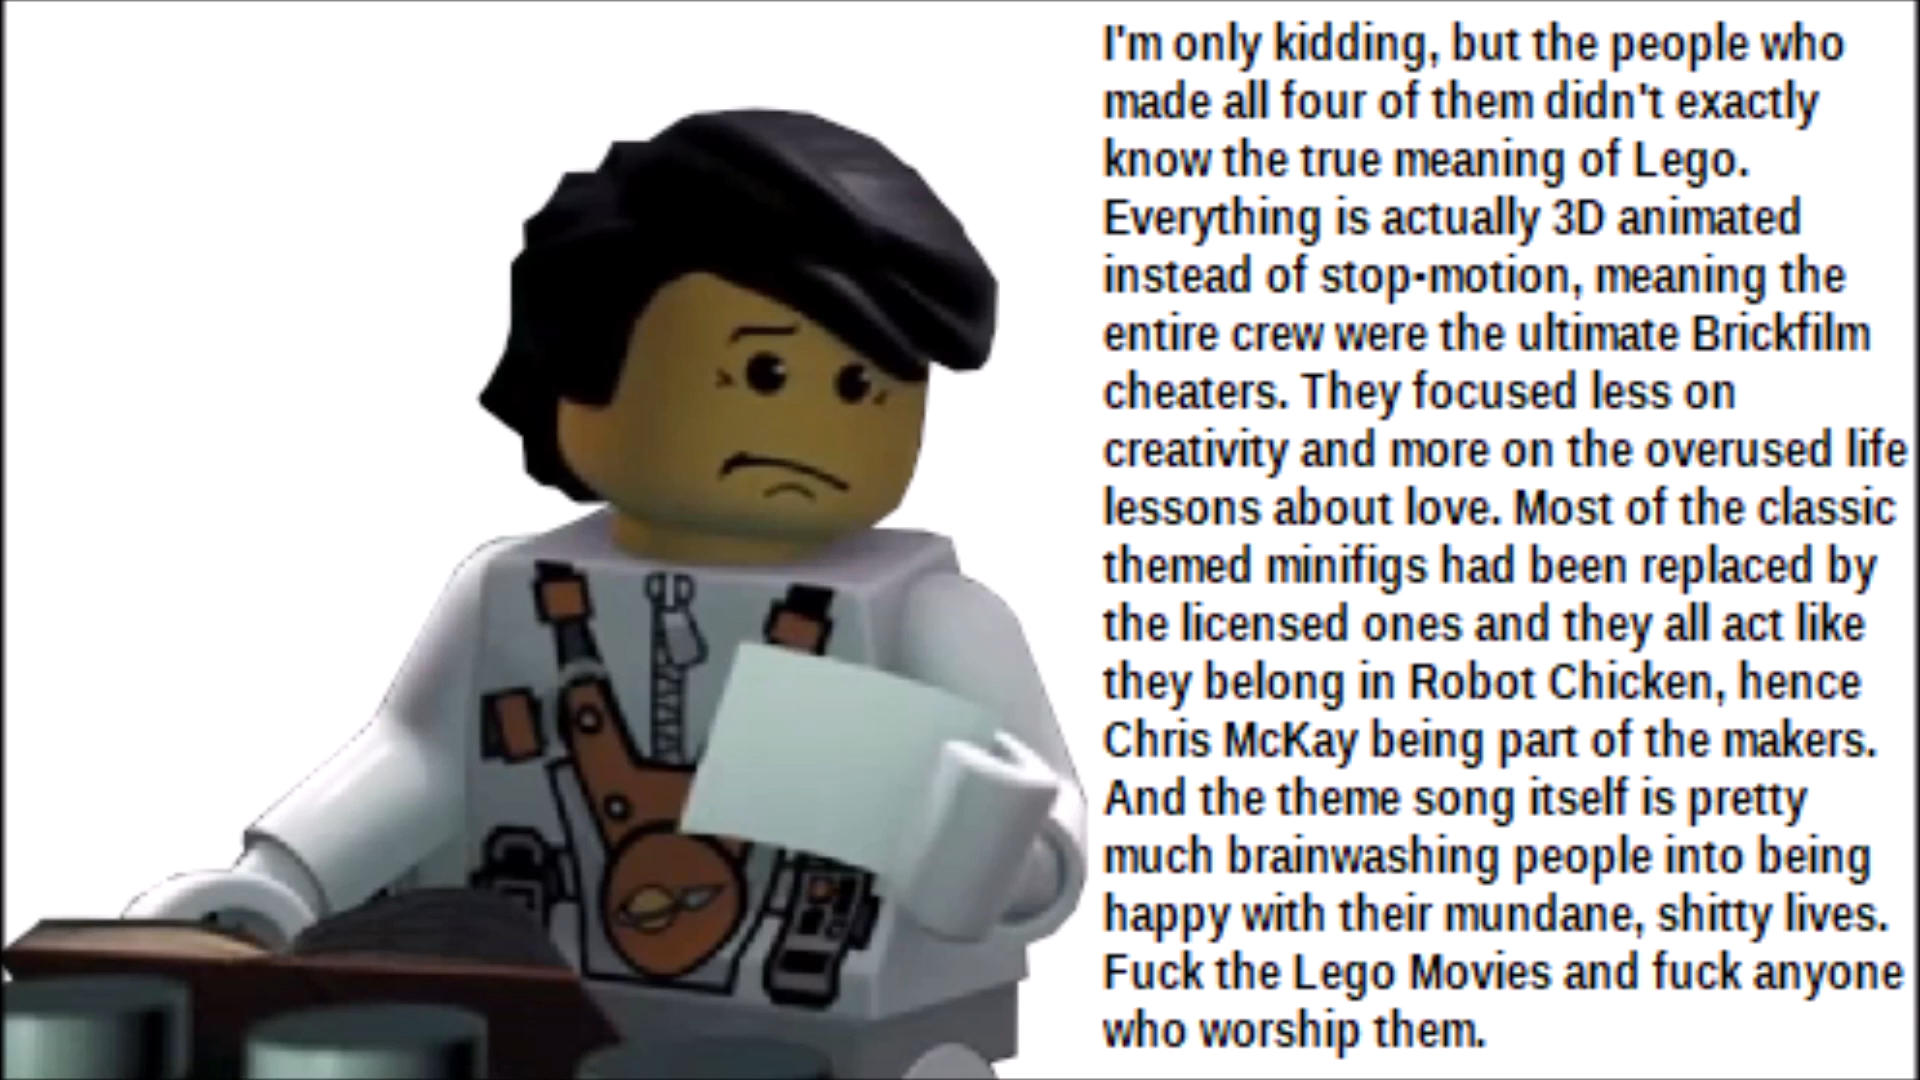 I'm only kidding, but the people who
made all four of them didn't exactly
know the true meaning of Lego.
Everything is actually 3D animated
instead of stop-motion, meaning the
entire crew were the ultimate Brickfilm
cheaters. They focused less on
creativity and more on the overused life
lessons about love. Most of the classic
themed minifigs had been replaced by
the licensed ones and they all act like
they belong in Robot Chicken, hence
Chris McKay being part of the makers.
And the theme song itself is pretty
much brainwashing people into being
happy with their mundane, shitty lives.
Fuck the Lego Movies and fuck anyone
who worship them.